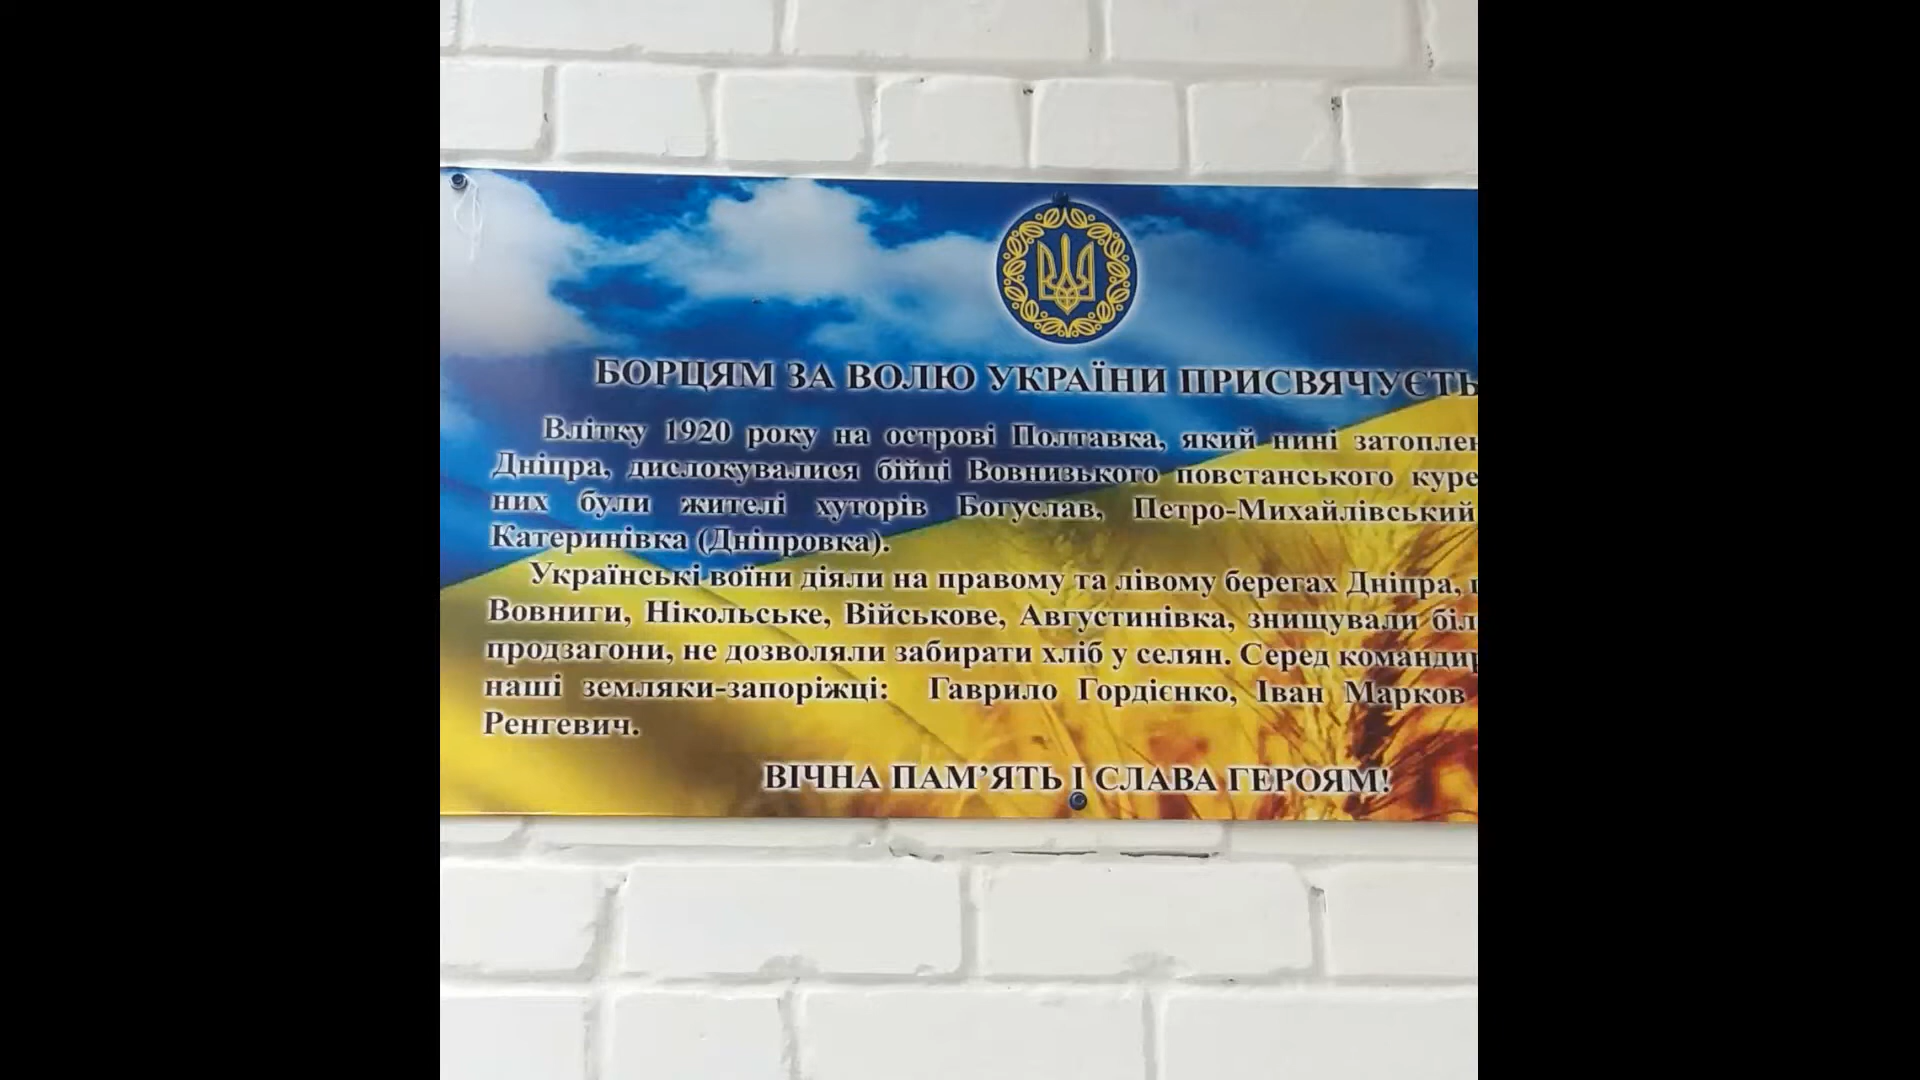 БОРЦЯМ ЗА ВОЛЮ УКРАЇНИ ПРИСВЯЧУЄТЬ
Влітку 1920 року на острові Полтавка, який нині затоплен
Дніпра, дислокувалися бійці Вовнизького повстанського куре
них були жителі хуторів Богуслав, Петро-Михайлівський
Катеринівка (Дніпровка).
Українські воїни діяли на правому та лівому берегах Дніпра,
Вовниги, Нікольське, Військове, Августинівка, знищували біл
продзагони, не дозволяли забирати хліб у селян. Серед командир
наші земляки-запоріжці: Гаврило Гордієнко, Іван Марков
Ренгевич.
ВІЧНА ПАМ’ЯТЬ І СЛАВА ГЕРОЯМ!